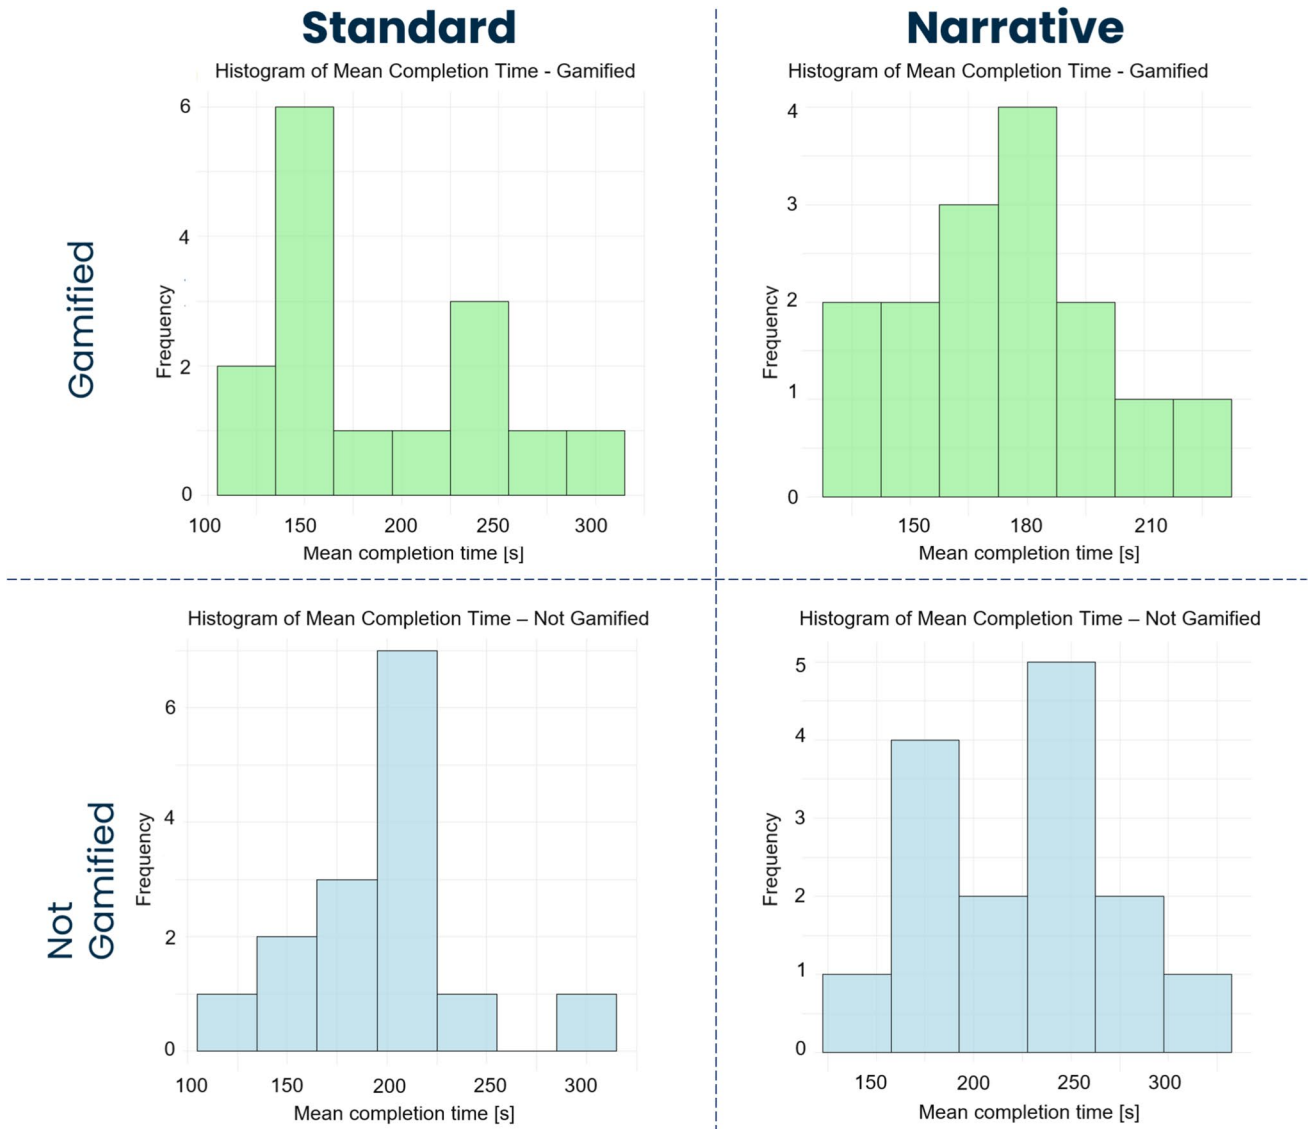 Standard
Narrative
Histogram of Mean Completion Time - Gamified
6
4
2
0
Frequency
100 150 200 250 300
Mean completion time [s]
Histogram of Mean Completion Time - Gamified
4
3
2
1
0
Frequency
150 180 210
Mean completion time [s]
Gamified
Histogram of Mean Completion Time – Not Gamified
6
4
2
0
Frequency
100 150 200 250 300
Mean completion time [s]
Histogram of Mean Completion Time – Not Gamified
5
4
3
2
1
0
Frequency
150 200 250 300
Mean completion time [s]
Not
Gamified